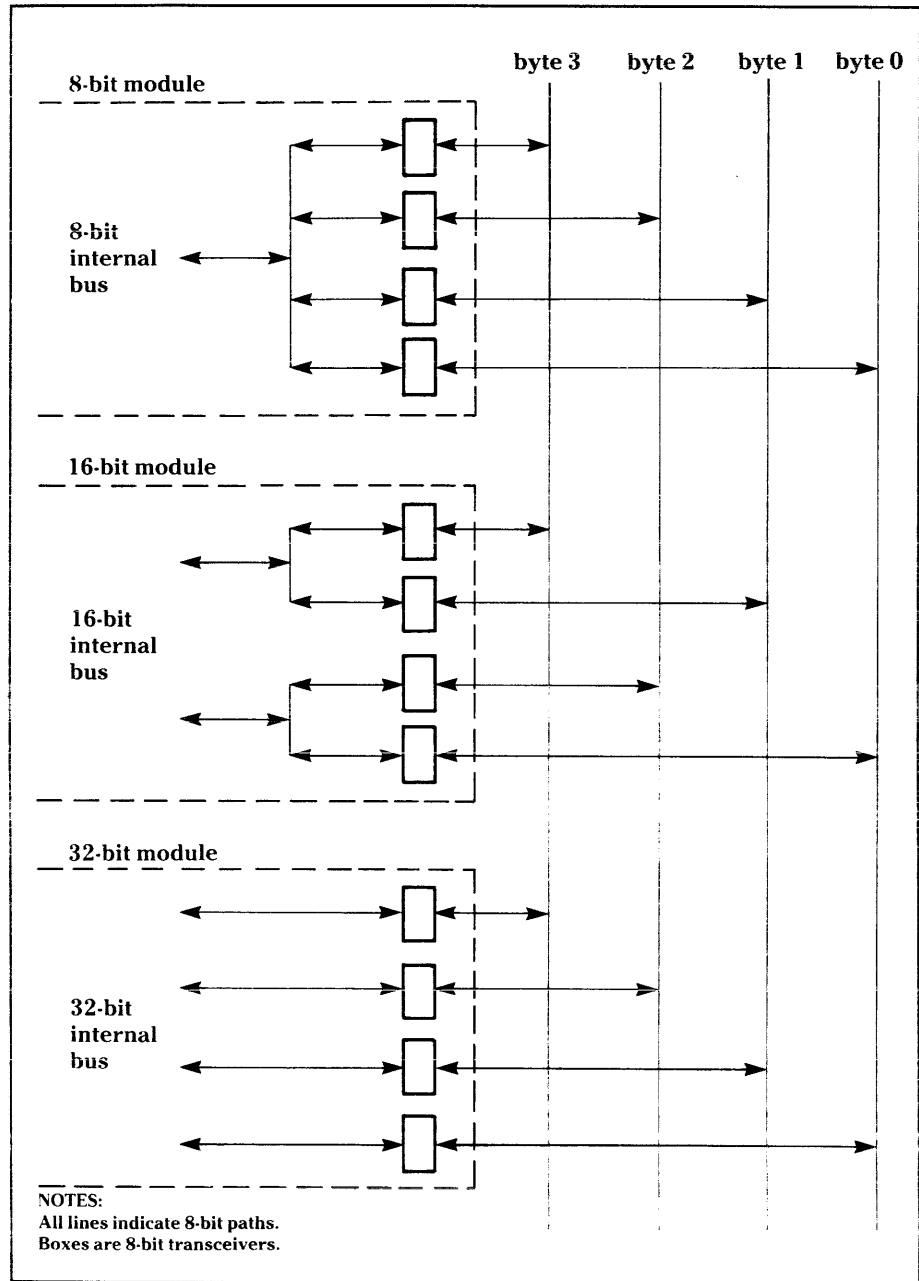 byte 3 byte 2 byte 1 byte 0
8-bit module
8-bit
internal
bus
16-bit module
16-bit
internal
bus
32-bit module
32-bit
internal
bus
NOTES:
All lines indicate 8-bit paths.
Boxes are 8-bit transceivers.